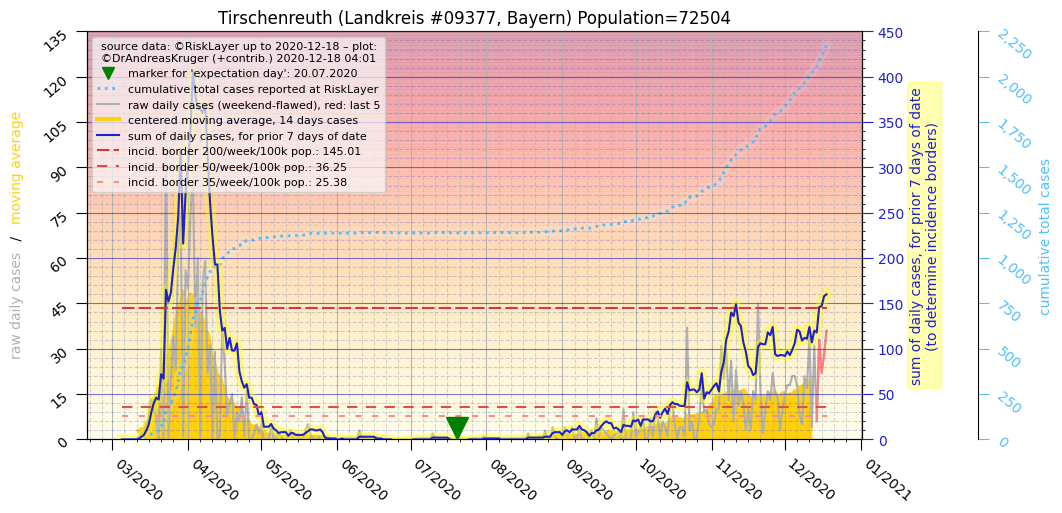 Tirschenreuth (Landkreis #09377, Bayern) Population=72504
source data: ©RiskLayer up to 2020-12-18 – plot:
©DrAndreasKruger (+contrib.) 2020-12-18 04:01
marker for 'expectation day': 20.07.2020
cumulative total cases reported at RiskLayer
raw daily cases (weekend-flawed), red: last 5
centered moving average, 14 days cases
sum of daily cases, for prior 7 days of date
incid. border 200/week/100k pop.: 145.01
incid. border 50/week/100k pop.: 36.25
incid. border 35/week/100k pop.: 25.38
raw daily cases / moving average
135
120
105
90
75
60
45
30
15
0
03/2020
04/2020
05/2020
06/2020
07/2020
08/2020
09/2020
10/2020
11/2020
12/2020
01/2021
450
400
350
300
250
200
150
100
50
0
sum of daily cases, for prior 7 days of date
(to determine incidence borders)
2,250
2,000
1,750
1,500
1,250
1,000
750
500
250
0
cumulative total cases